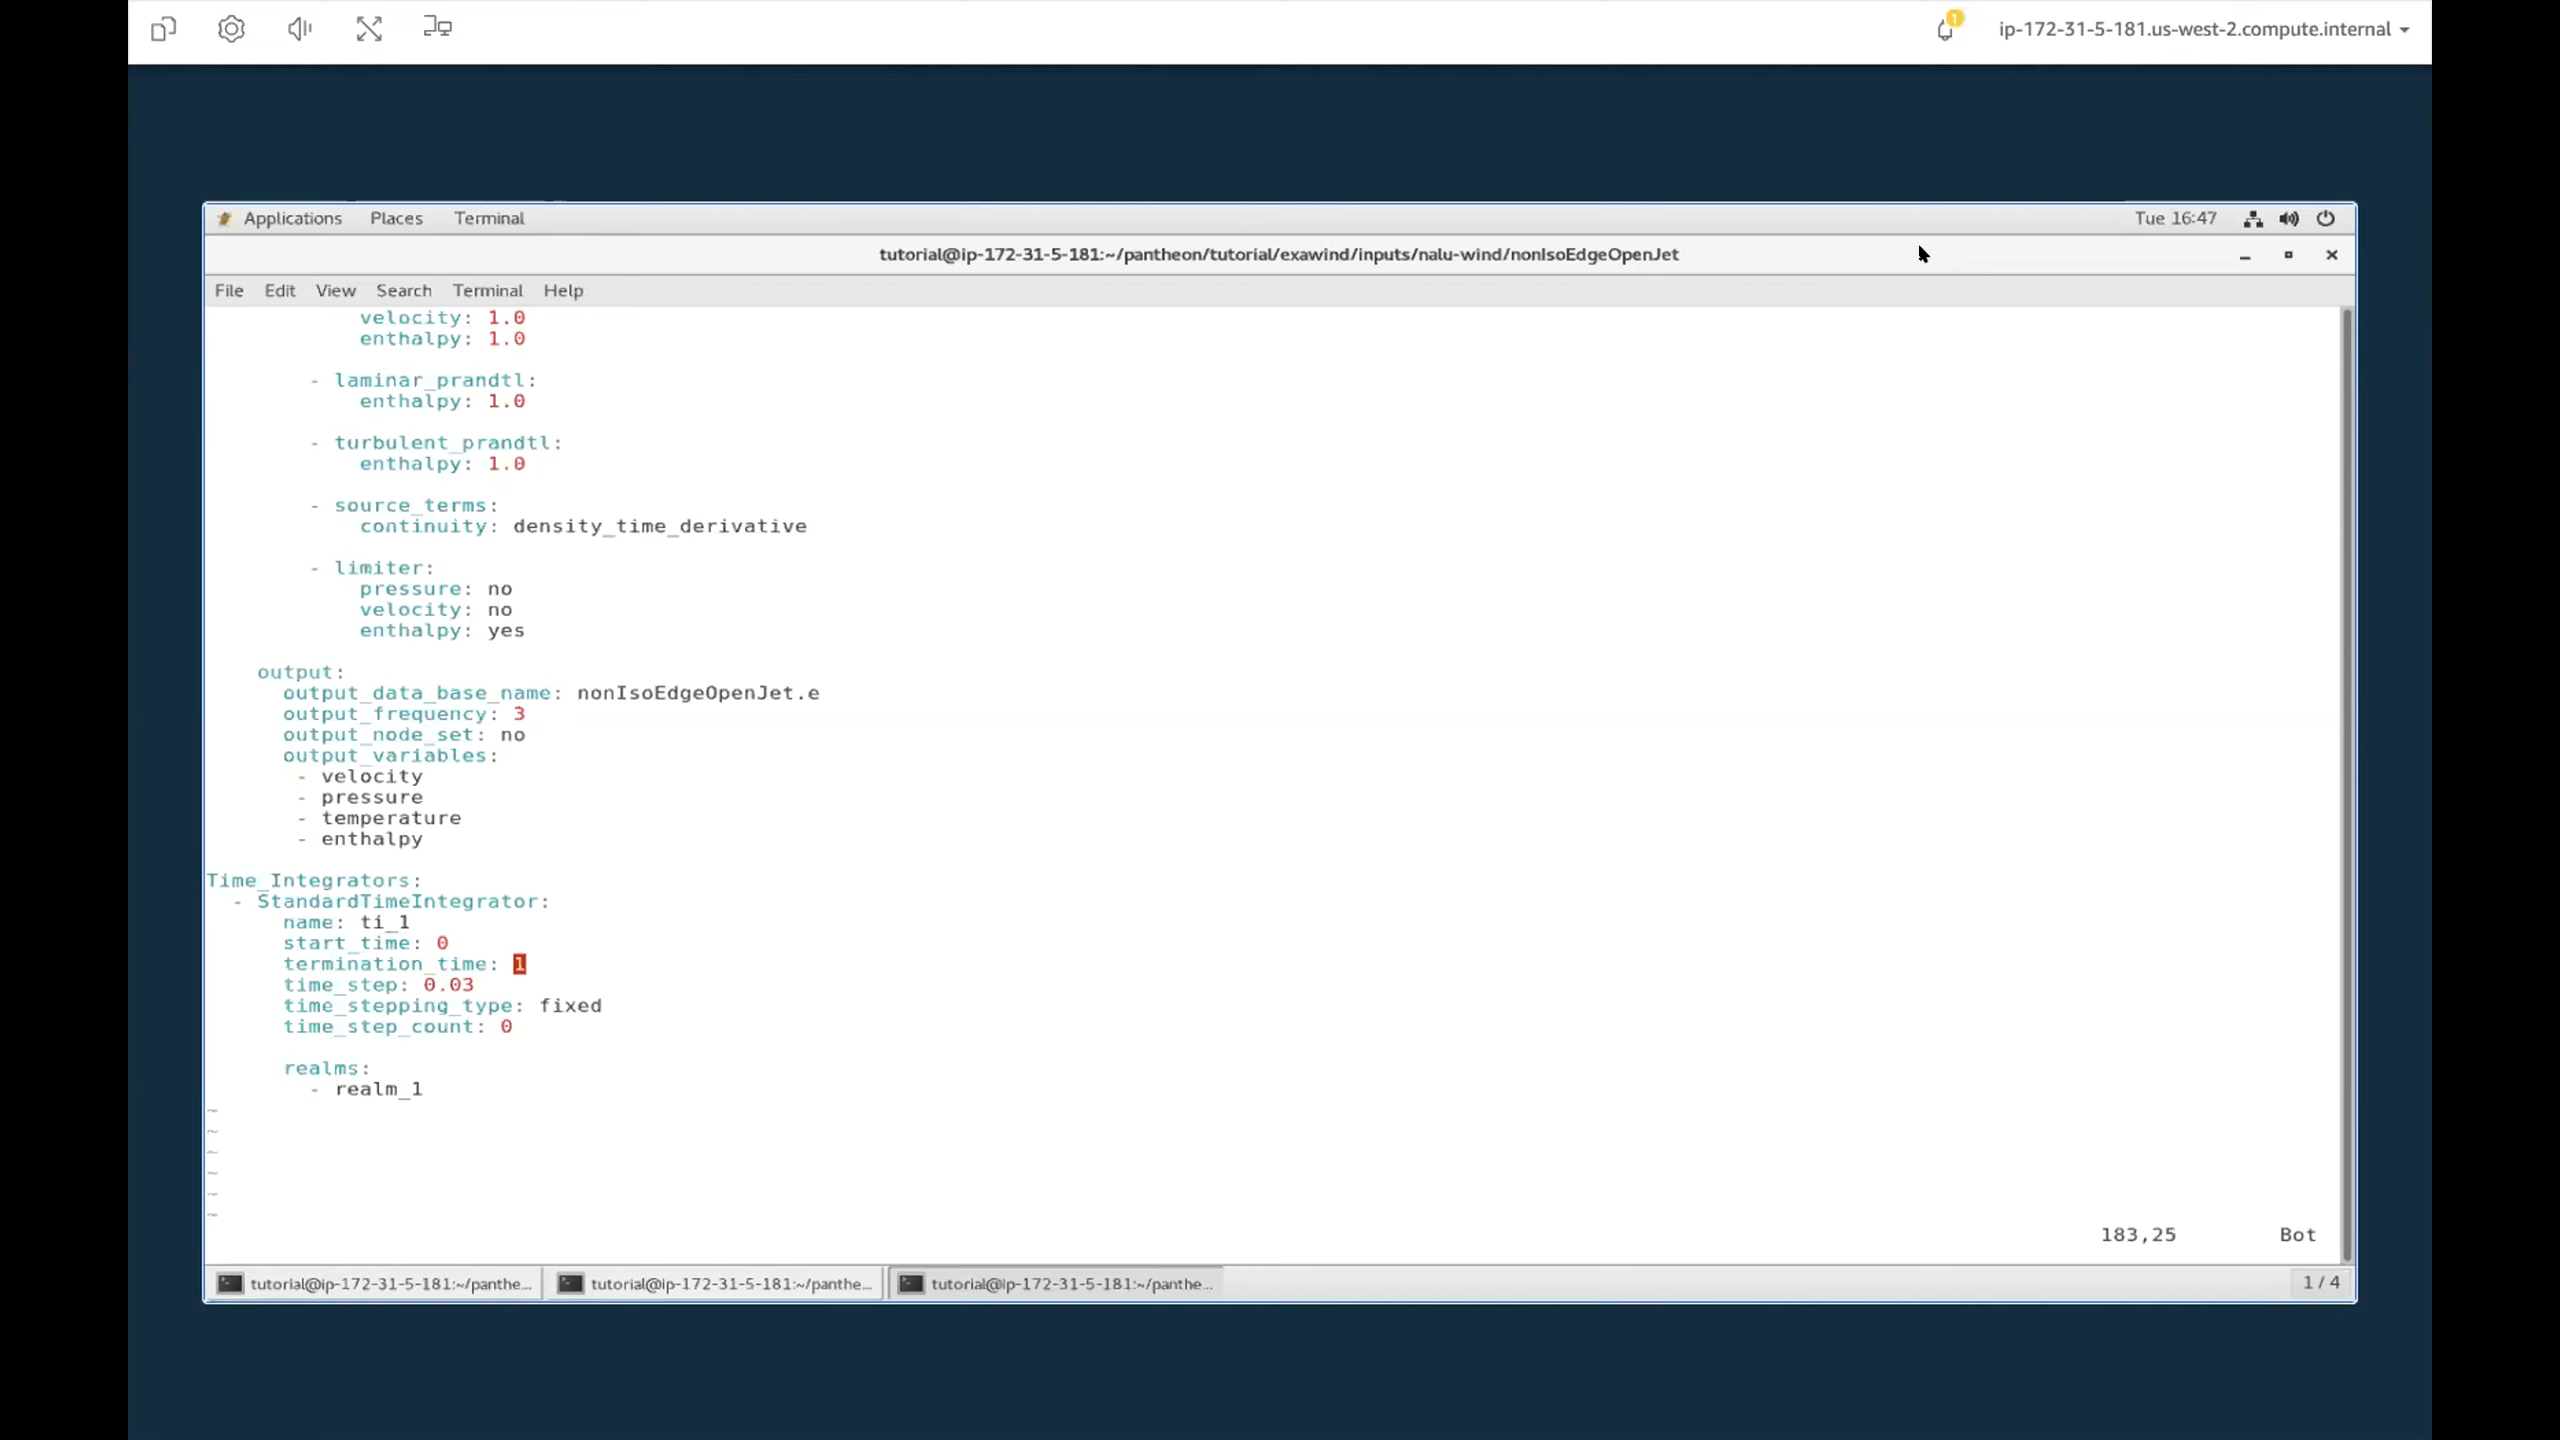 1
ip-172-31-5-181.us-west-2.compute.internal
Applications Places Terminal Tue 16:47
tutorial@ip-172-31-5-181:~/pantheon/tutorial/exawind/inputs/nalu-wind/nonIsoEdgeOpenJet
File Edit View Search Terminal Help
velocity: 1.0
enthalpy: 1.0
- laminar_prandtl:
enthalpy: 1.0
- turbulent_prandtl:
enthalpy: 1.0
- source_terms:
continuity: density_time_derivative
- limiter:
pressure: no
velocity: no
enthalpy: yes
output:
output_data_base_name: nonIsoEdgeOpenJet.e
output_frequency: 3
output_node_set: no
output_variables:
- velocity
- pressure
- temperature
- enthalpy
Time_Integrators:
- StandardTimeIntegrator:
name: ti_1
start_time: 0
termination_time: 1
time_step: 0.03
time_stepping_type: fixed
time_step_count: 0
realms:
- realm_1
~
~
~
~
~
~
183,25 Bot
tutorial@ip-172-31-5-181:~/panthe... tutorial@ip-172-31-5-181:~/panthe... tutorial@ip-172-31-5-181:~/panthe... 1 / 4